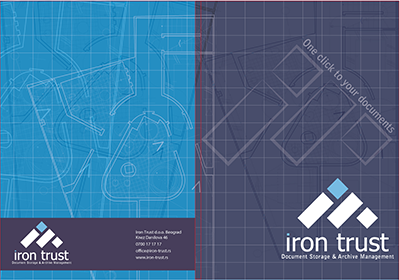 One click to your documents
iron trust
Document Storage & Archive Management
iron trust
Document Storage & Archive Management
Iron Trust d.o.o. Beograd
Knez Danilova 46
0700 17 17 17
office@iron-trust.rs
www.iron-trust.rs